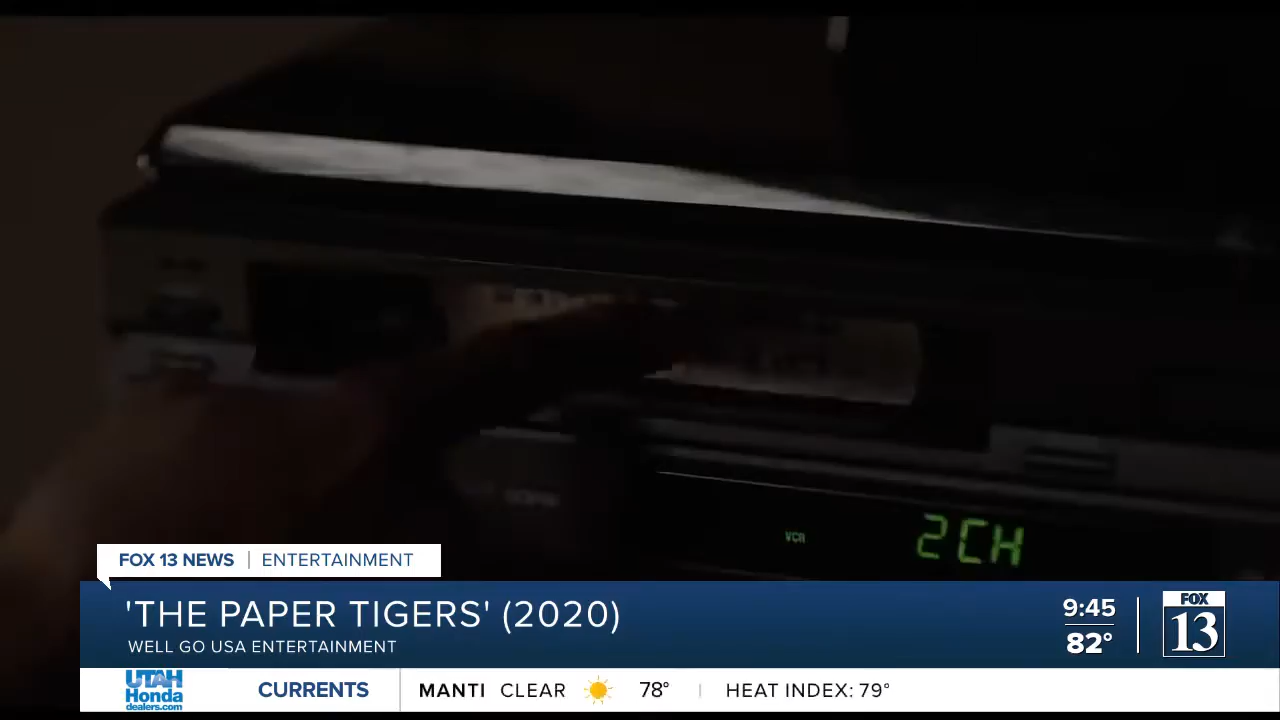 VCR
2CH
FOX 13 NEWS | ENTERTAINMENT
'THE PAPER TIGERS' (2020)
WELL GO USA ENTERTAINMENT
9:45
82°
FOX
13
UTAH
Honda
dealers.com
CURRENTS
MANTI CLEAR 78° | HEAT INDEX: 79°